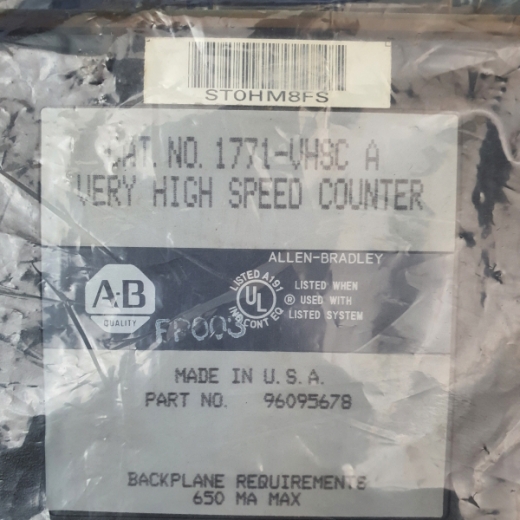 ST0HM8FS
CAT. NO. 1771-VHSC A
VERY HIGH SPEED COUNTER
ALLEN-BRADLEY
A-B
QUALITY
LISTED A191
UL
IND. CONT. EQ.
®
LISTED WHEN
USED WITH
LISTED SYSTEM
FP003
MADE IN U.S.A.
PART NO. 96095678
BACKPLANE REQUIREMENTS
650 MA MAX